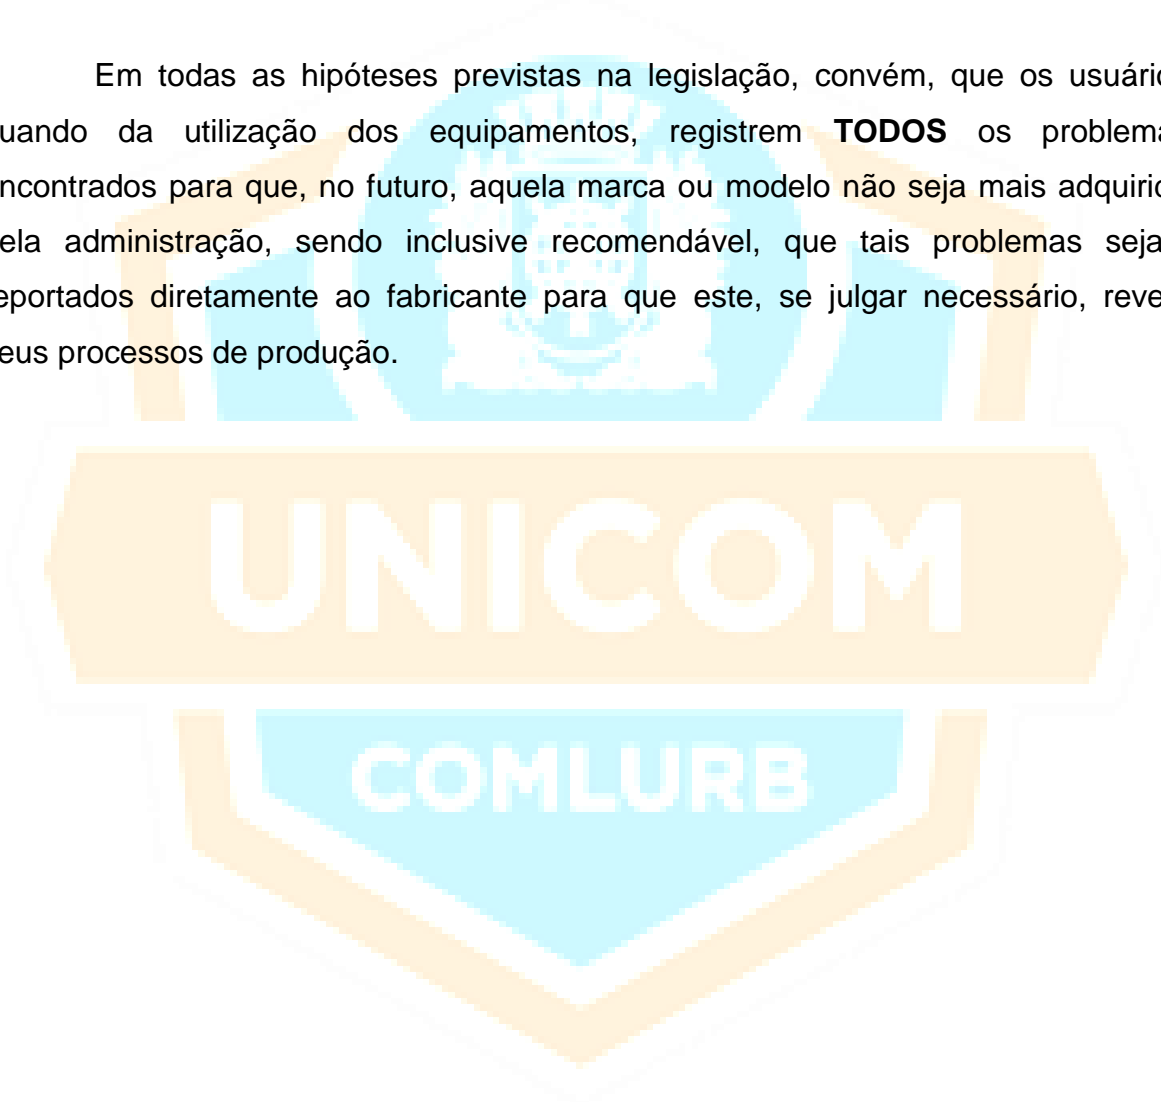 Em todas as hipóteses previstas na legislação, convém, que os usuário
uando da utilização dos equipamentos, registrem TODOS os problema
ncontrados para que, no futuro, aquela marca ou modelo não seja mais adquirid
ela administração, sendo inclusive recomendável, que tais problemas seja
eportados diretamente ao fabricante para que este, se julgar necessário, reve
eus processos de produção.
UNICOM
COMLURB